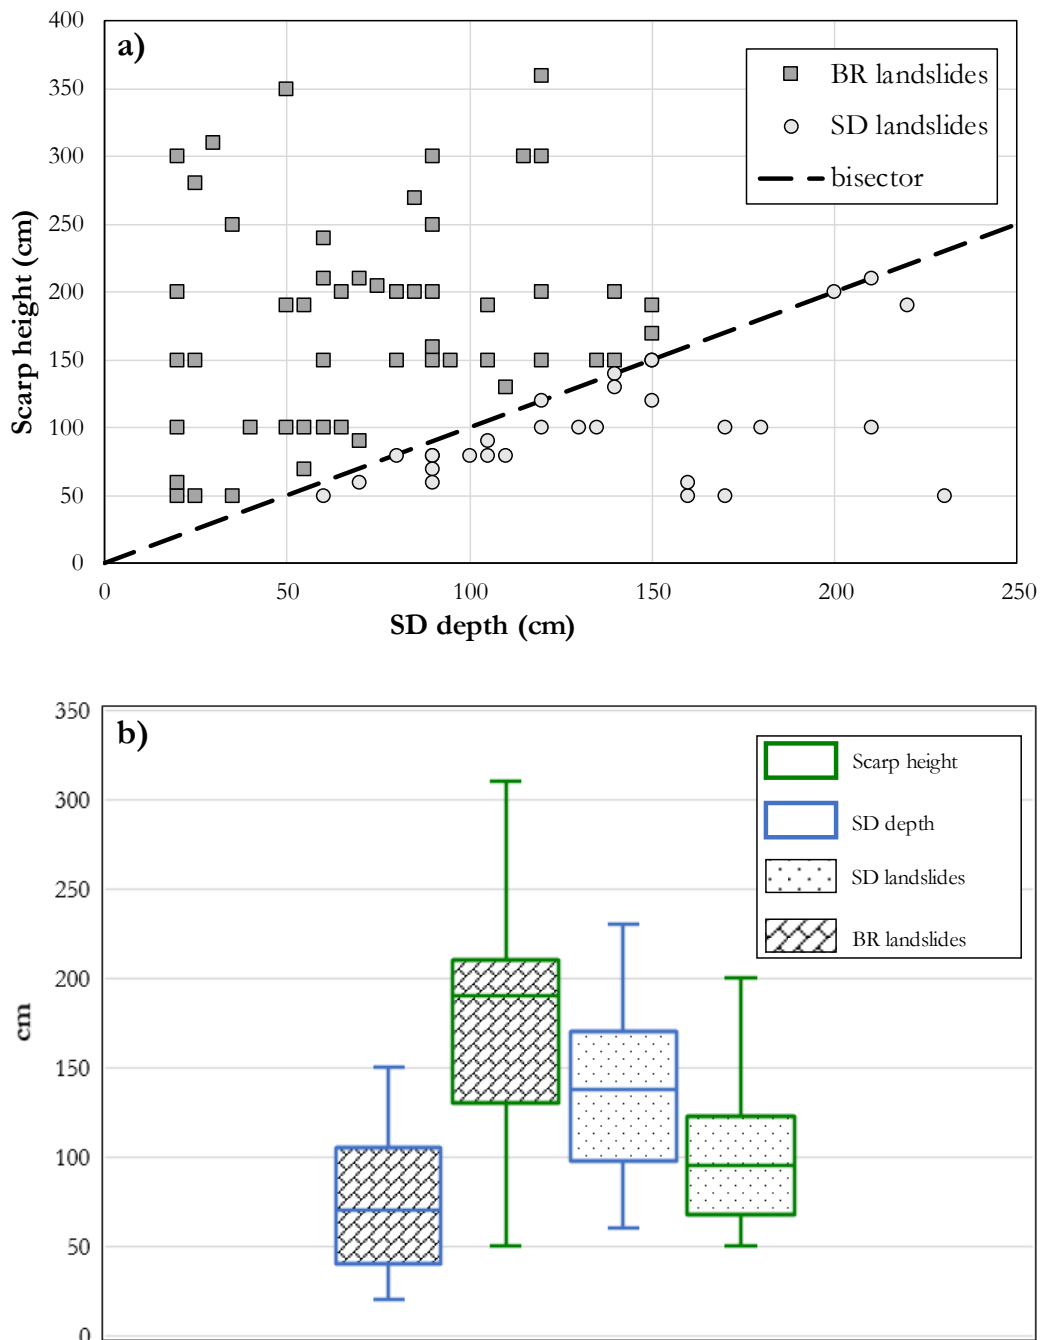 400
a)
BR landslides
SD landslides
bisector
350
300
250
200
150
100
50
0
Scarp height (cm)
0 50 100 150 200 250
SD depth (cm)
350
b)
Scarp height
SD depth
SD landslides
BR landslides
300
250
200
150
100
50
0
cm